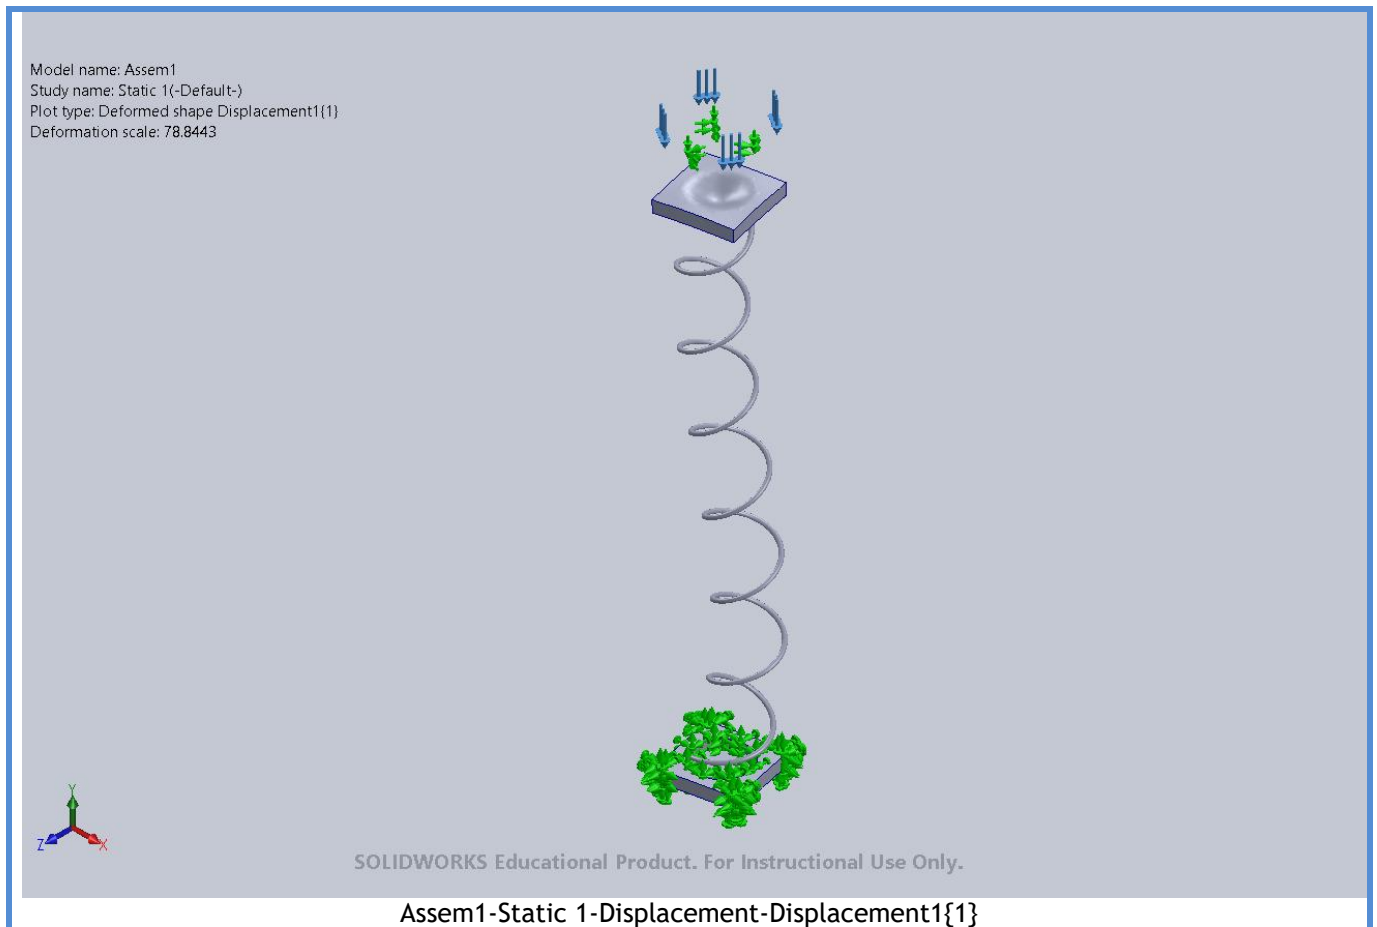 Model name: Assem1
Study name: Static 1(-Default-)
Plot type: Deformed shape Displacement1{1}
Deformation scale: 78.8443
Y
Z
X
SOLIDWORKS Educational Product. For Instructional Use Only.
Assem1-Static 1-Displacement-Displacement1{1}